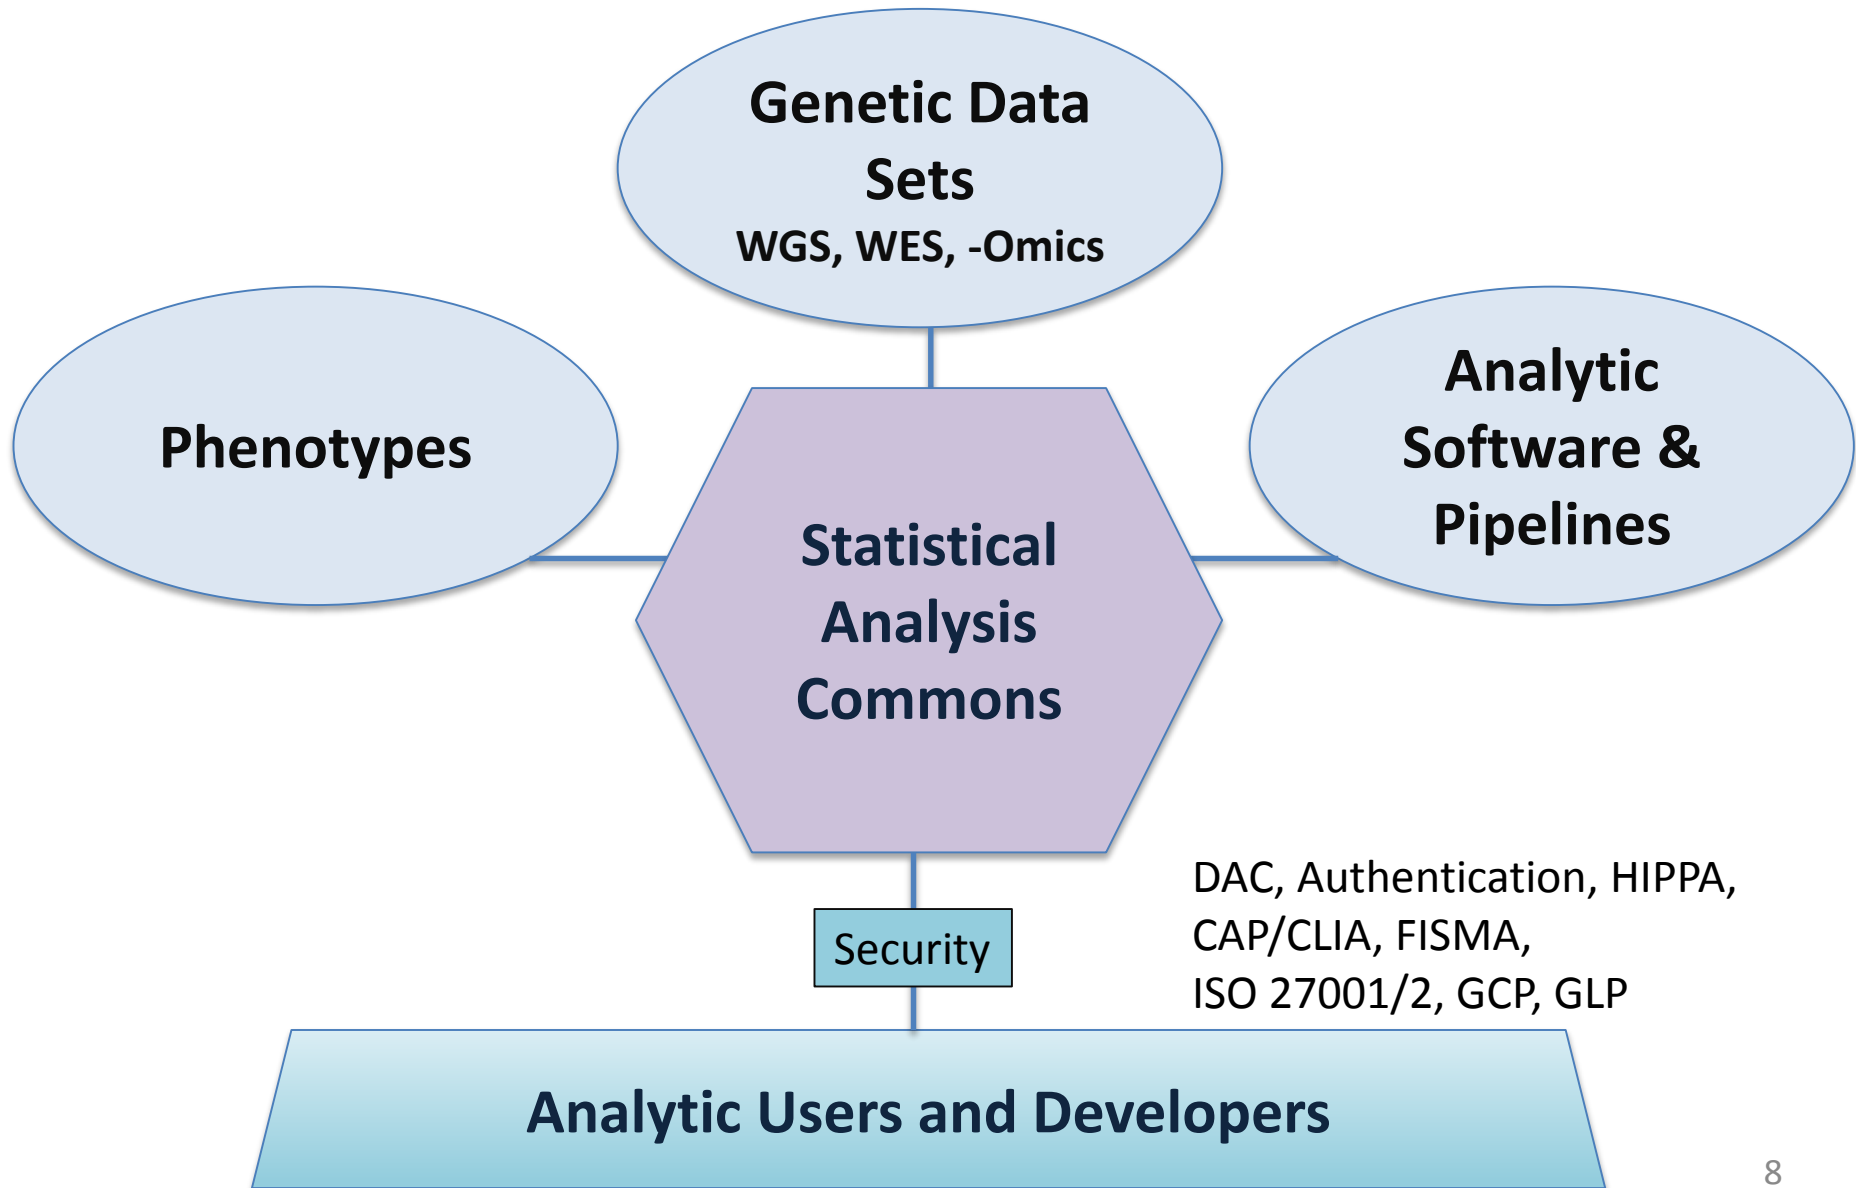 Genetic Data
Sets
WGS, WES, -Omics
Phenotypes
Analytic
Software &
Pipelines
Statistical
Analysis
Commons
Security
DAC, Authentication, HIPPA,
CAP/CLIA, FISMA,
ISO 27001/2, GCP, GLP
Analytic Users and Developers
8